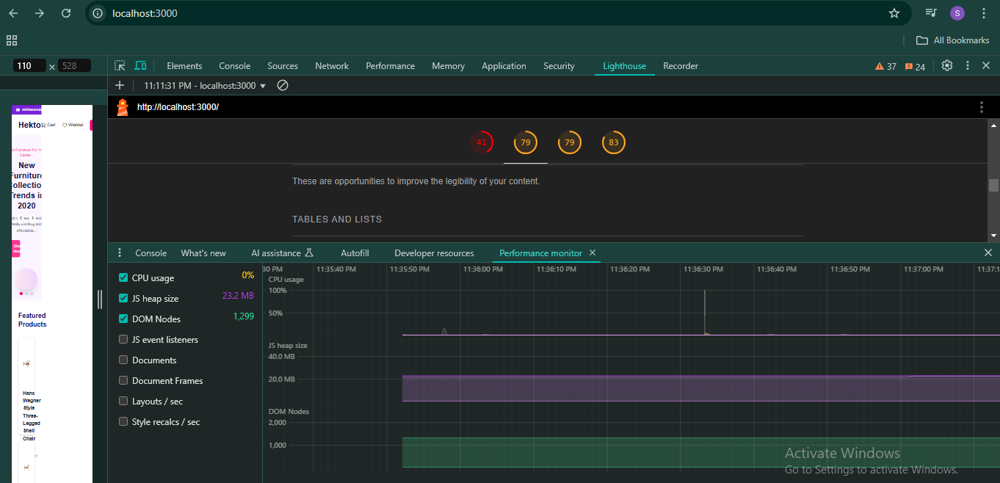 localhost:3000
S
All Bookmarks
110 × 528
Elements Console Sources Network Performance Memory Application Security Lighthouse Recorder 37 24
11:11:31 PM - localhost:3000
http://localhost:3000/
41 79 79 83
These are opportunities to improve the legibility of your content.
TABLES AND LISTS
Hekto Cart Wishlist
Castle...
New
Furniture
Collectio
Trends in
2020
Affordable...
Sho
Now
Featured
Products
Hans
Wegner
Style
Three-
Legged
Shell
Chair
Console What's new AI assistance Autofill Developer resources Performance monitor
CPU usage 0%
JS heap size 23.2 MB
DOM Nodes 1,299
JS event listeners
Documents
Document Frames
Layouts / sec
Style recalcs / sec
30 PM 11:35:40 PM 11:35:50 PM 11:36:00 PM 11:36:10 PM 11:36:20 PM 11:36:30 PM 11:36:40 PM 11:36:50 PM 11:37:00 PM 11:37:1
CPU usage
100%
50%
JS heap size
40.0 MB
20.0 MB
DOM Nodes
2,000
1,000
Activate Windows
Go to Settings to activate Windows.